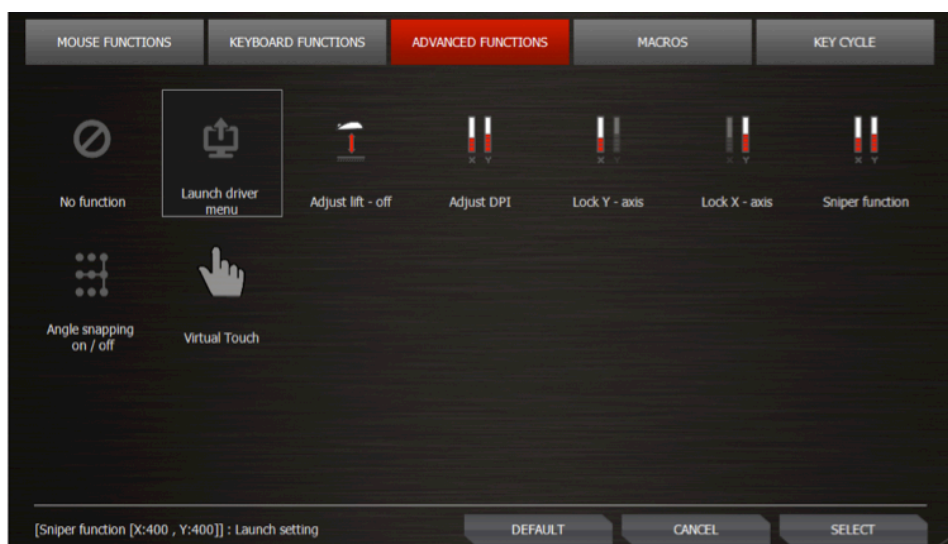 MOUSE FUNCTIONS
KEYBOARD FUNCTIONS
ADVANCED FUNCTIONS
MACROS
KEY CYCLE
No function
Launch driver
menu
Adjust lift - off
X Y
Adjust DPI
X Y
Lock Y - axis
X Y
Lock X - axis
X Y
Sniper function
Angle snapping
on / off
Virtual Touch
[Sniper function [X:400 , Y:400]] : Launch setting
DEFAULT
CANCEL
SELECT